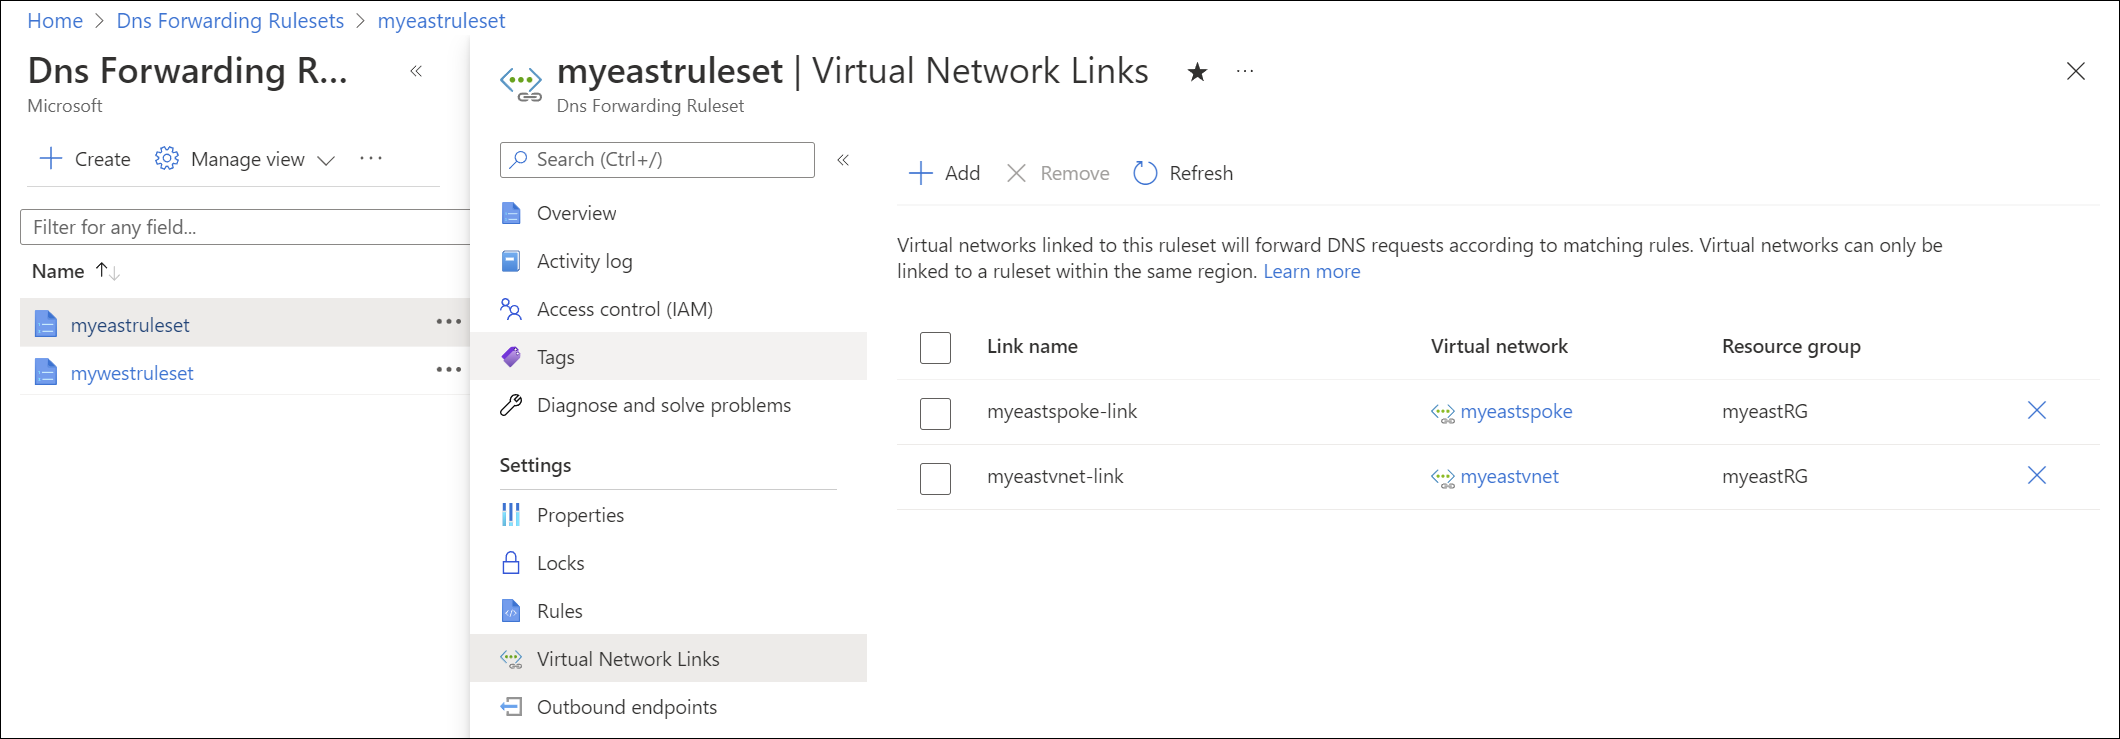 Home > Dns Forwarding Rulesets > myeastruleset
Dns Forwarding R...
Microsoft
Create Manage view
Filter for any field...
Name
myeastruleset
mywestruleset
myeastruleset | Virtual Network Links
Dns Forwarding Ruleset
Search (Ctrl+/)
Overview
Activity log
Access control (IAM)
Tags
Diagnose and solve problems
Settings
Properties
Locks
Rules
Virtual Network Links
Outbound endpoints
Add Remove Refresh
Virtual networks linked to this ruleset will forward DNS requests according to matching rules. Virtual networks can only be
linked to a ruleset within the same region. Learn more
Link name Virtual network Resource group
myeastspoke-link myeastspoke myeastRG
myeastvnet-link myeastvnet myeastRG